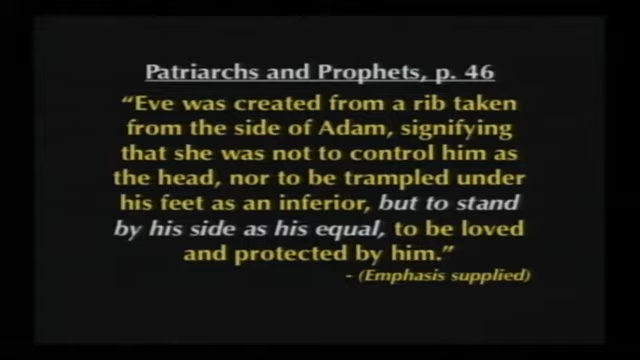 Patriarchs and Prophets, p. 46
“Eve was created from a rib taken
from the side of Adam, signifying
that she was not to control him as
the head, nor to be trampled under
his feet as an inferior, but to stand
by his side as his equal, to be loved
and protected by him.”
- (Emphasis supplied)